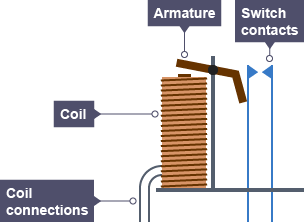 Armature
Switch
contacts
Coil
Coil
connections